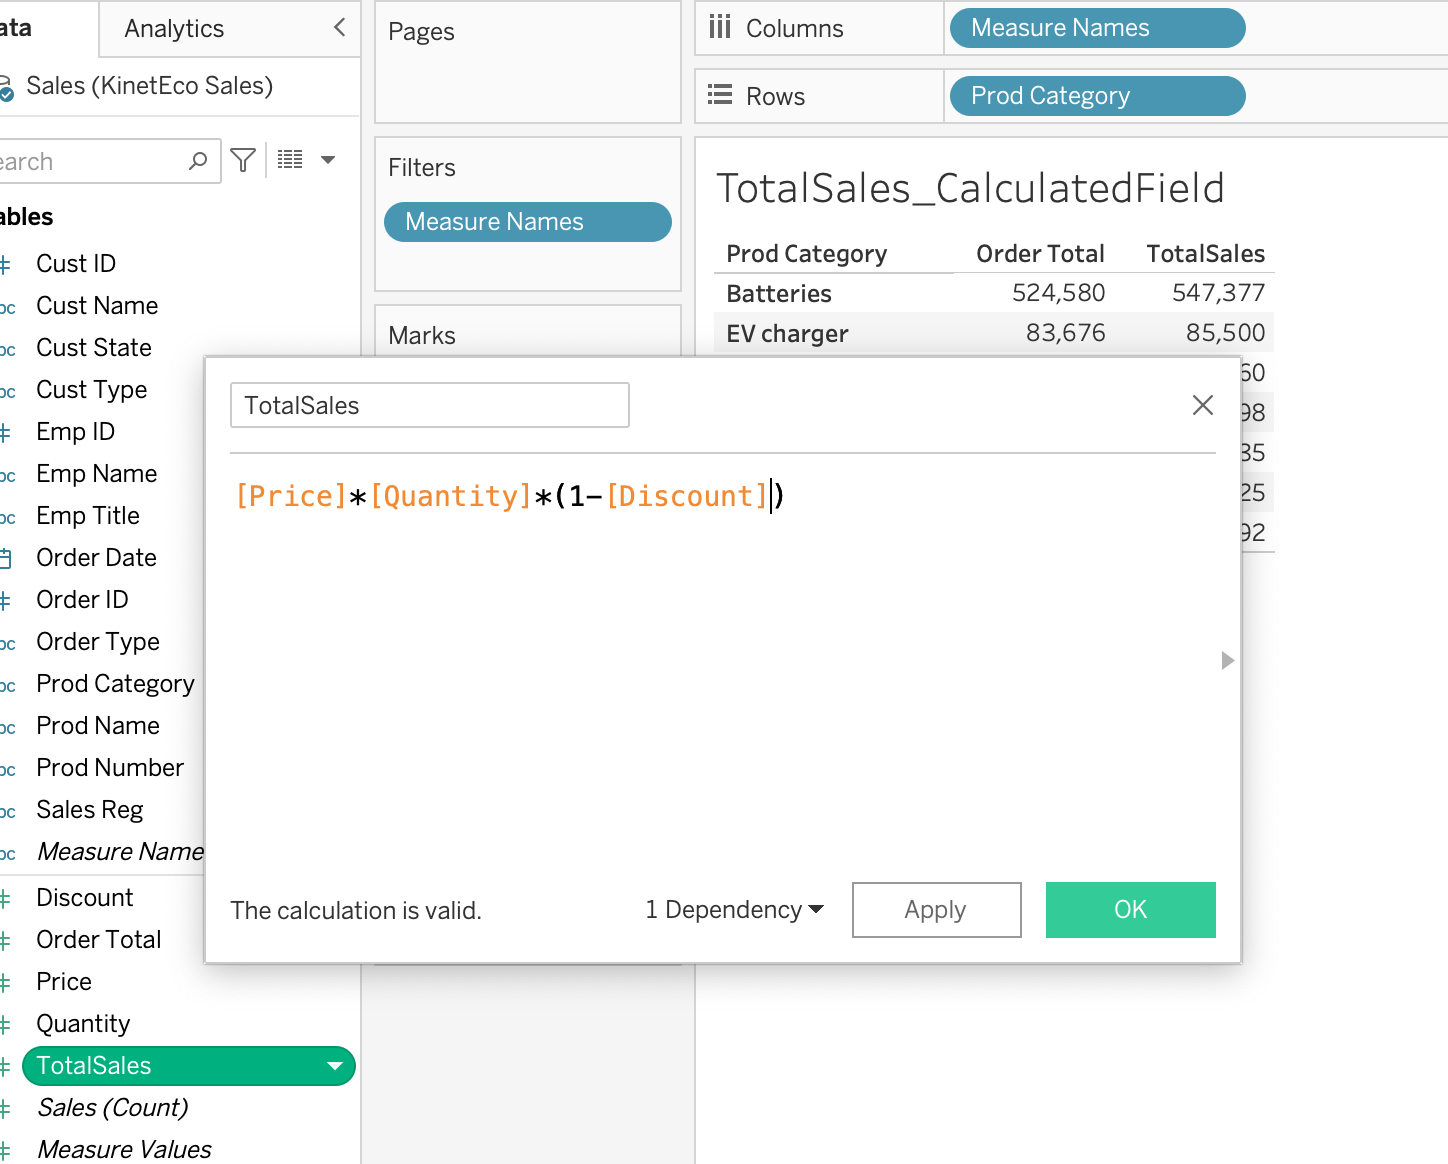 ata
Analytics
Sales (KinetEco Sales)
earch
ables
Cust ID
Cust Name
Cust State
Cust Type
Emp ID
Emp Name
Emp Title
Order Date
Order ID
Order Type
Prod Category
Prod Name
Prod Number
Sales Reg
Measure Name
Discount
Order Total
Price
Quantity
TotalSales
Sales (Count)
Measure Values
Pages
Filters
Measure Names
Marks
Columns
Measure Names
Rows
Prod Category
TotalSales_CalculatedField
Prod Category Order Total TotalSales
Batteries 524,580 547,377
EV charger 83,676 85,500
60
98
35
25
92
TotalSales
[Price]*[Quantity]*(1-[Discount])
The calculation is valid.
1 Dependency
Apply
OK